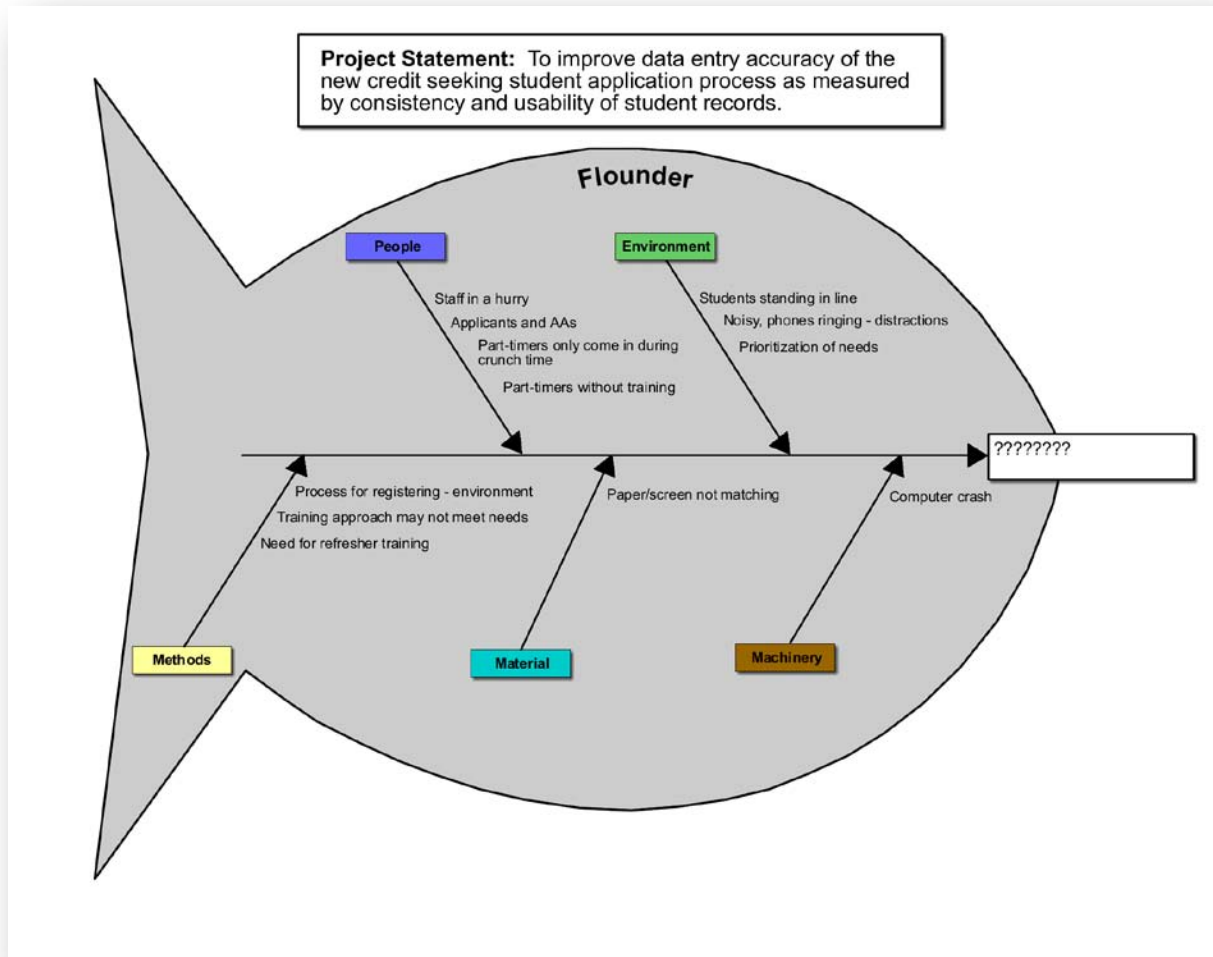 Project Statement: To improve data entry accuracy of the
new credit seeking student application process as measured
by consistency and usability of student records.
Flounder
People
Environment
Staff in a hurry
Applicants and AAs
Part-timers only come in during
crunch time
Part-timers without training
Students standing in line
Noisy, phones ringing - distractions
Prioritization of needs
????????
Process for registering - environment
Training approach may not meet needs
Need for refresher training
Paper/screen not matching
Computer crash
Methods
Material
Machinery